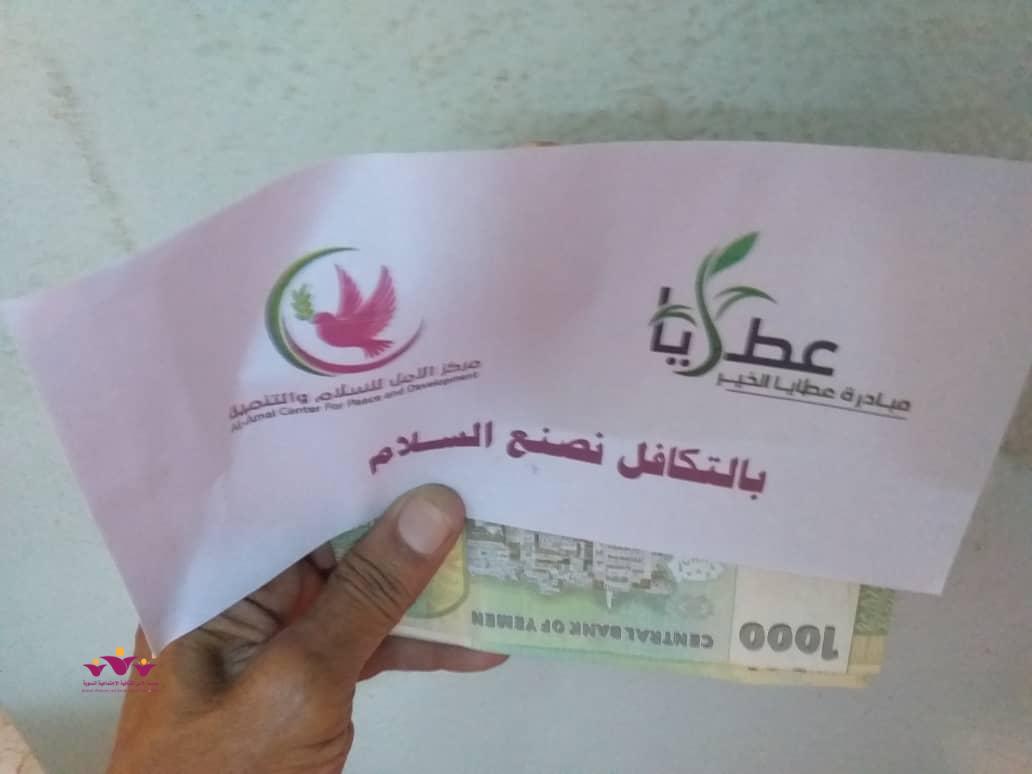 عطايا
مبادرة عطايا الخير
مركز الأمل للسلام والتنمية
Al-Amal Center For Peace and Development
بالتكافل نصنع السلام
CENTRAL BANK OF YEMEN
1000